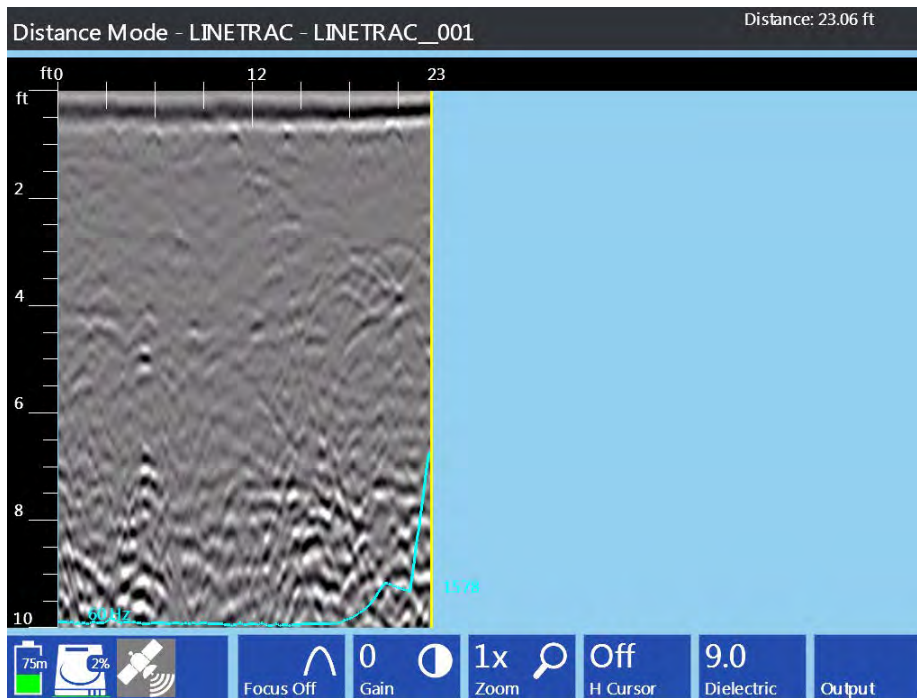 Distance Mode - LINETRAC - LINETRAC__001
Distance: 23.06 ft
ft0 12 23
ft
2
4
6
8
10
60Hz
1578
75m
2%
Focus Off
0
Gain
1x
Zoom
Off
H Cursor
9.0
Dielectric
Output